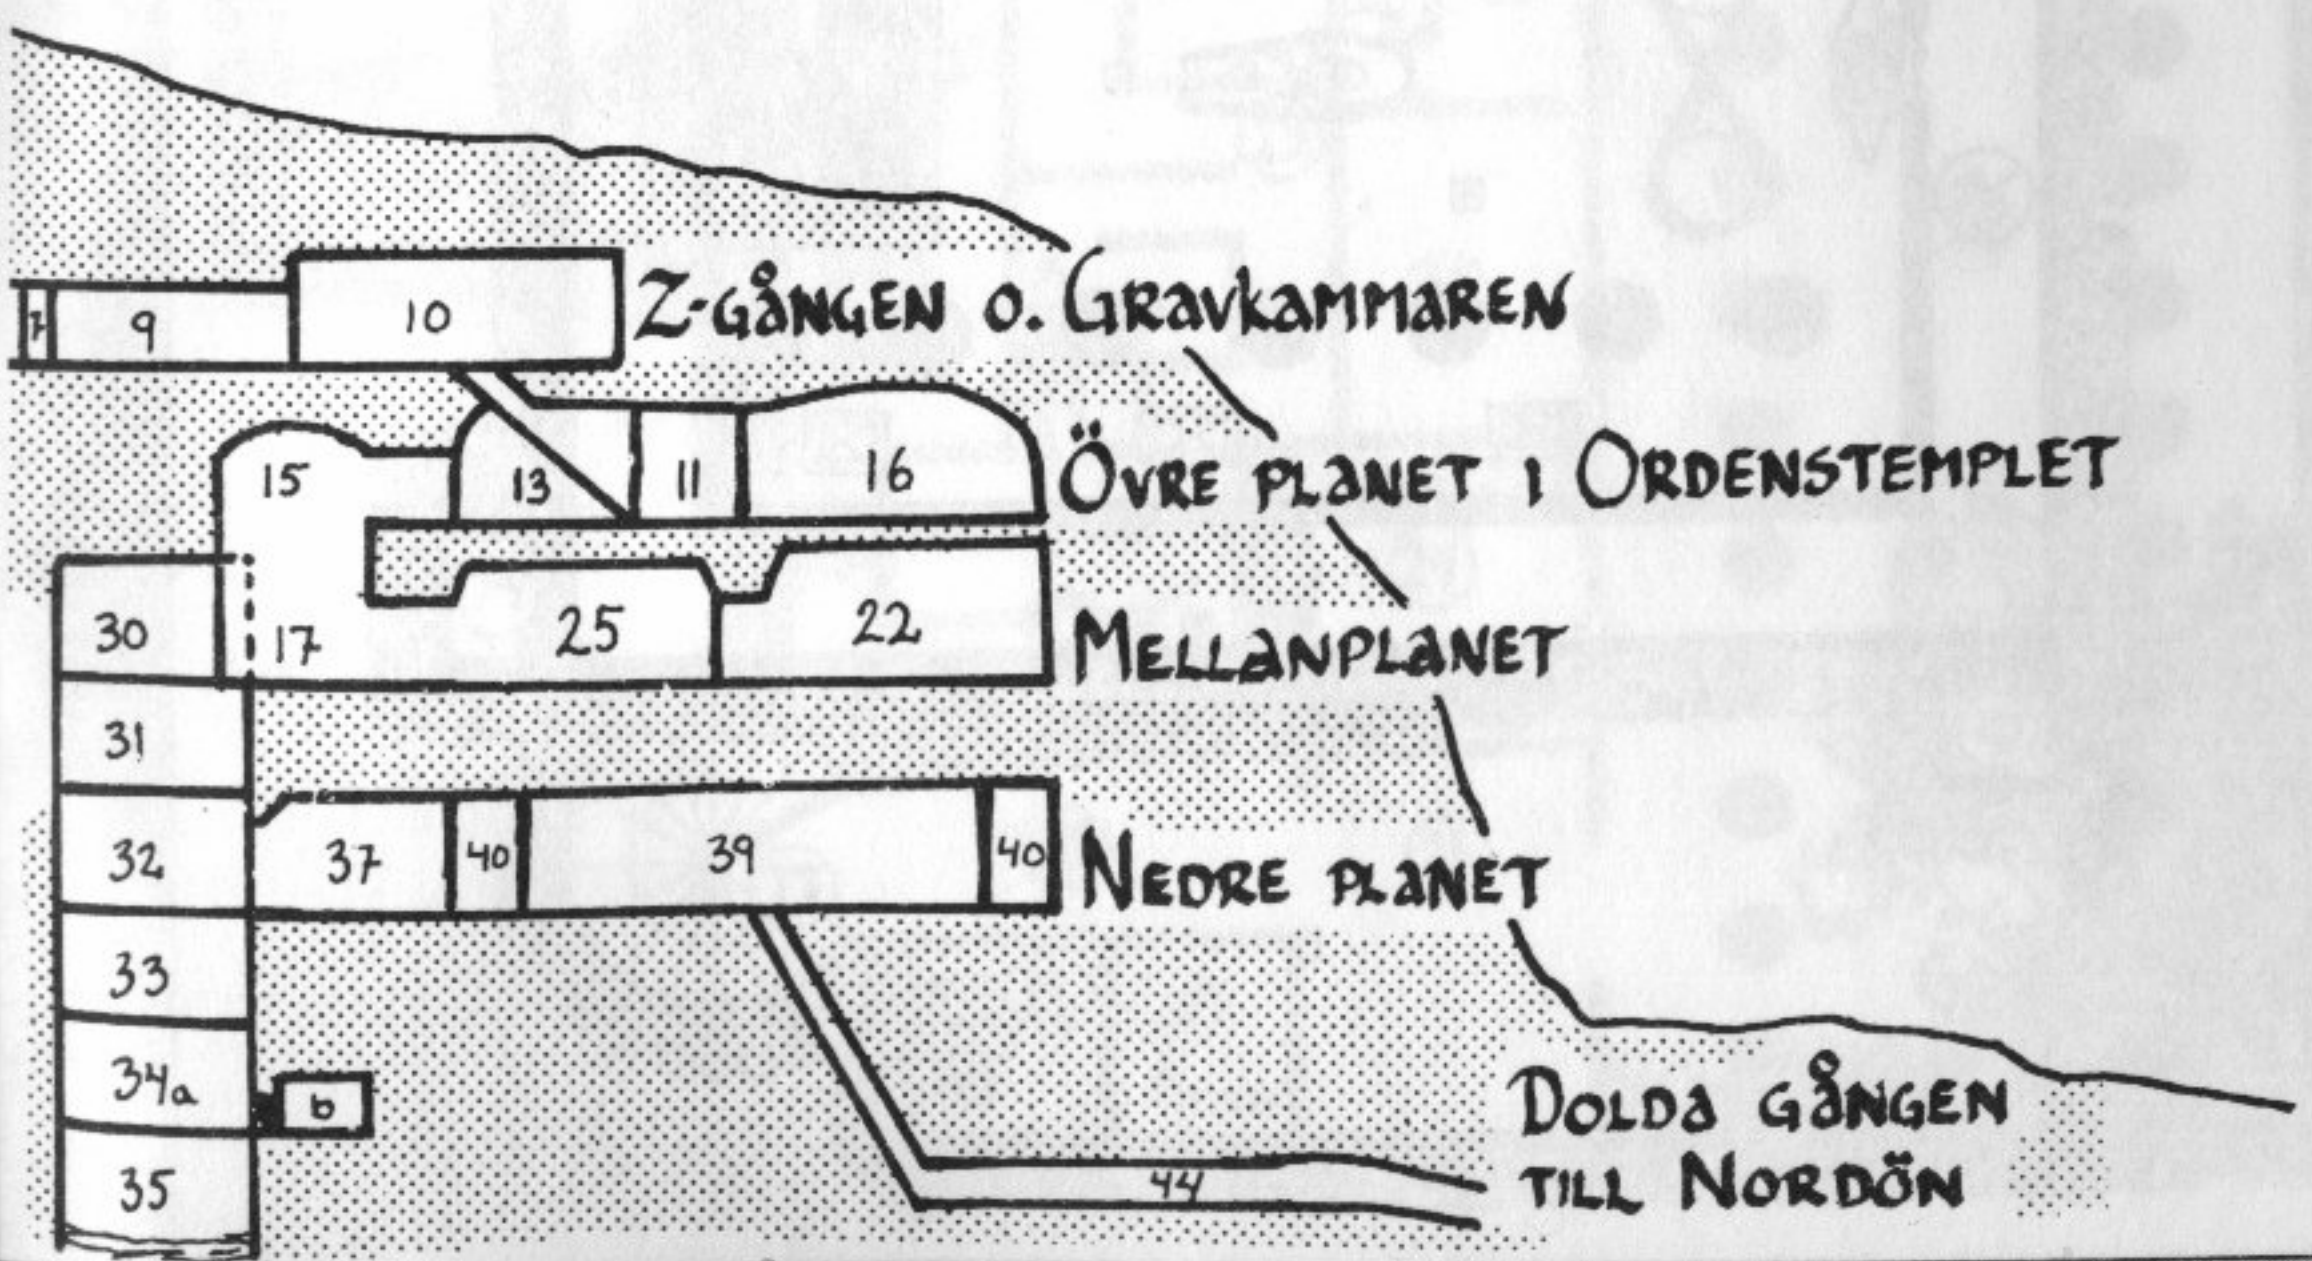 7 9 10 Z-GÅNGEN O. GRAVKAMMAREN
15 13 11 16 ÖVRE PLANET I ORDENSTEMPLET
30 17 25 22 MELLANPLANET
31
32 37 40 39 40 NEDRE PLANET
33
34a b DOLDA GÅNGEN
35 44 TILL NORDÖN